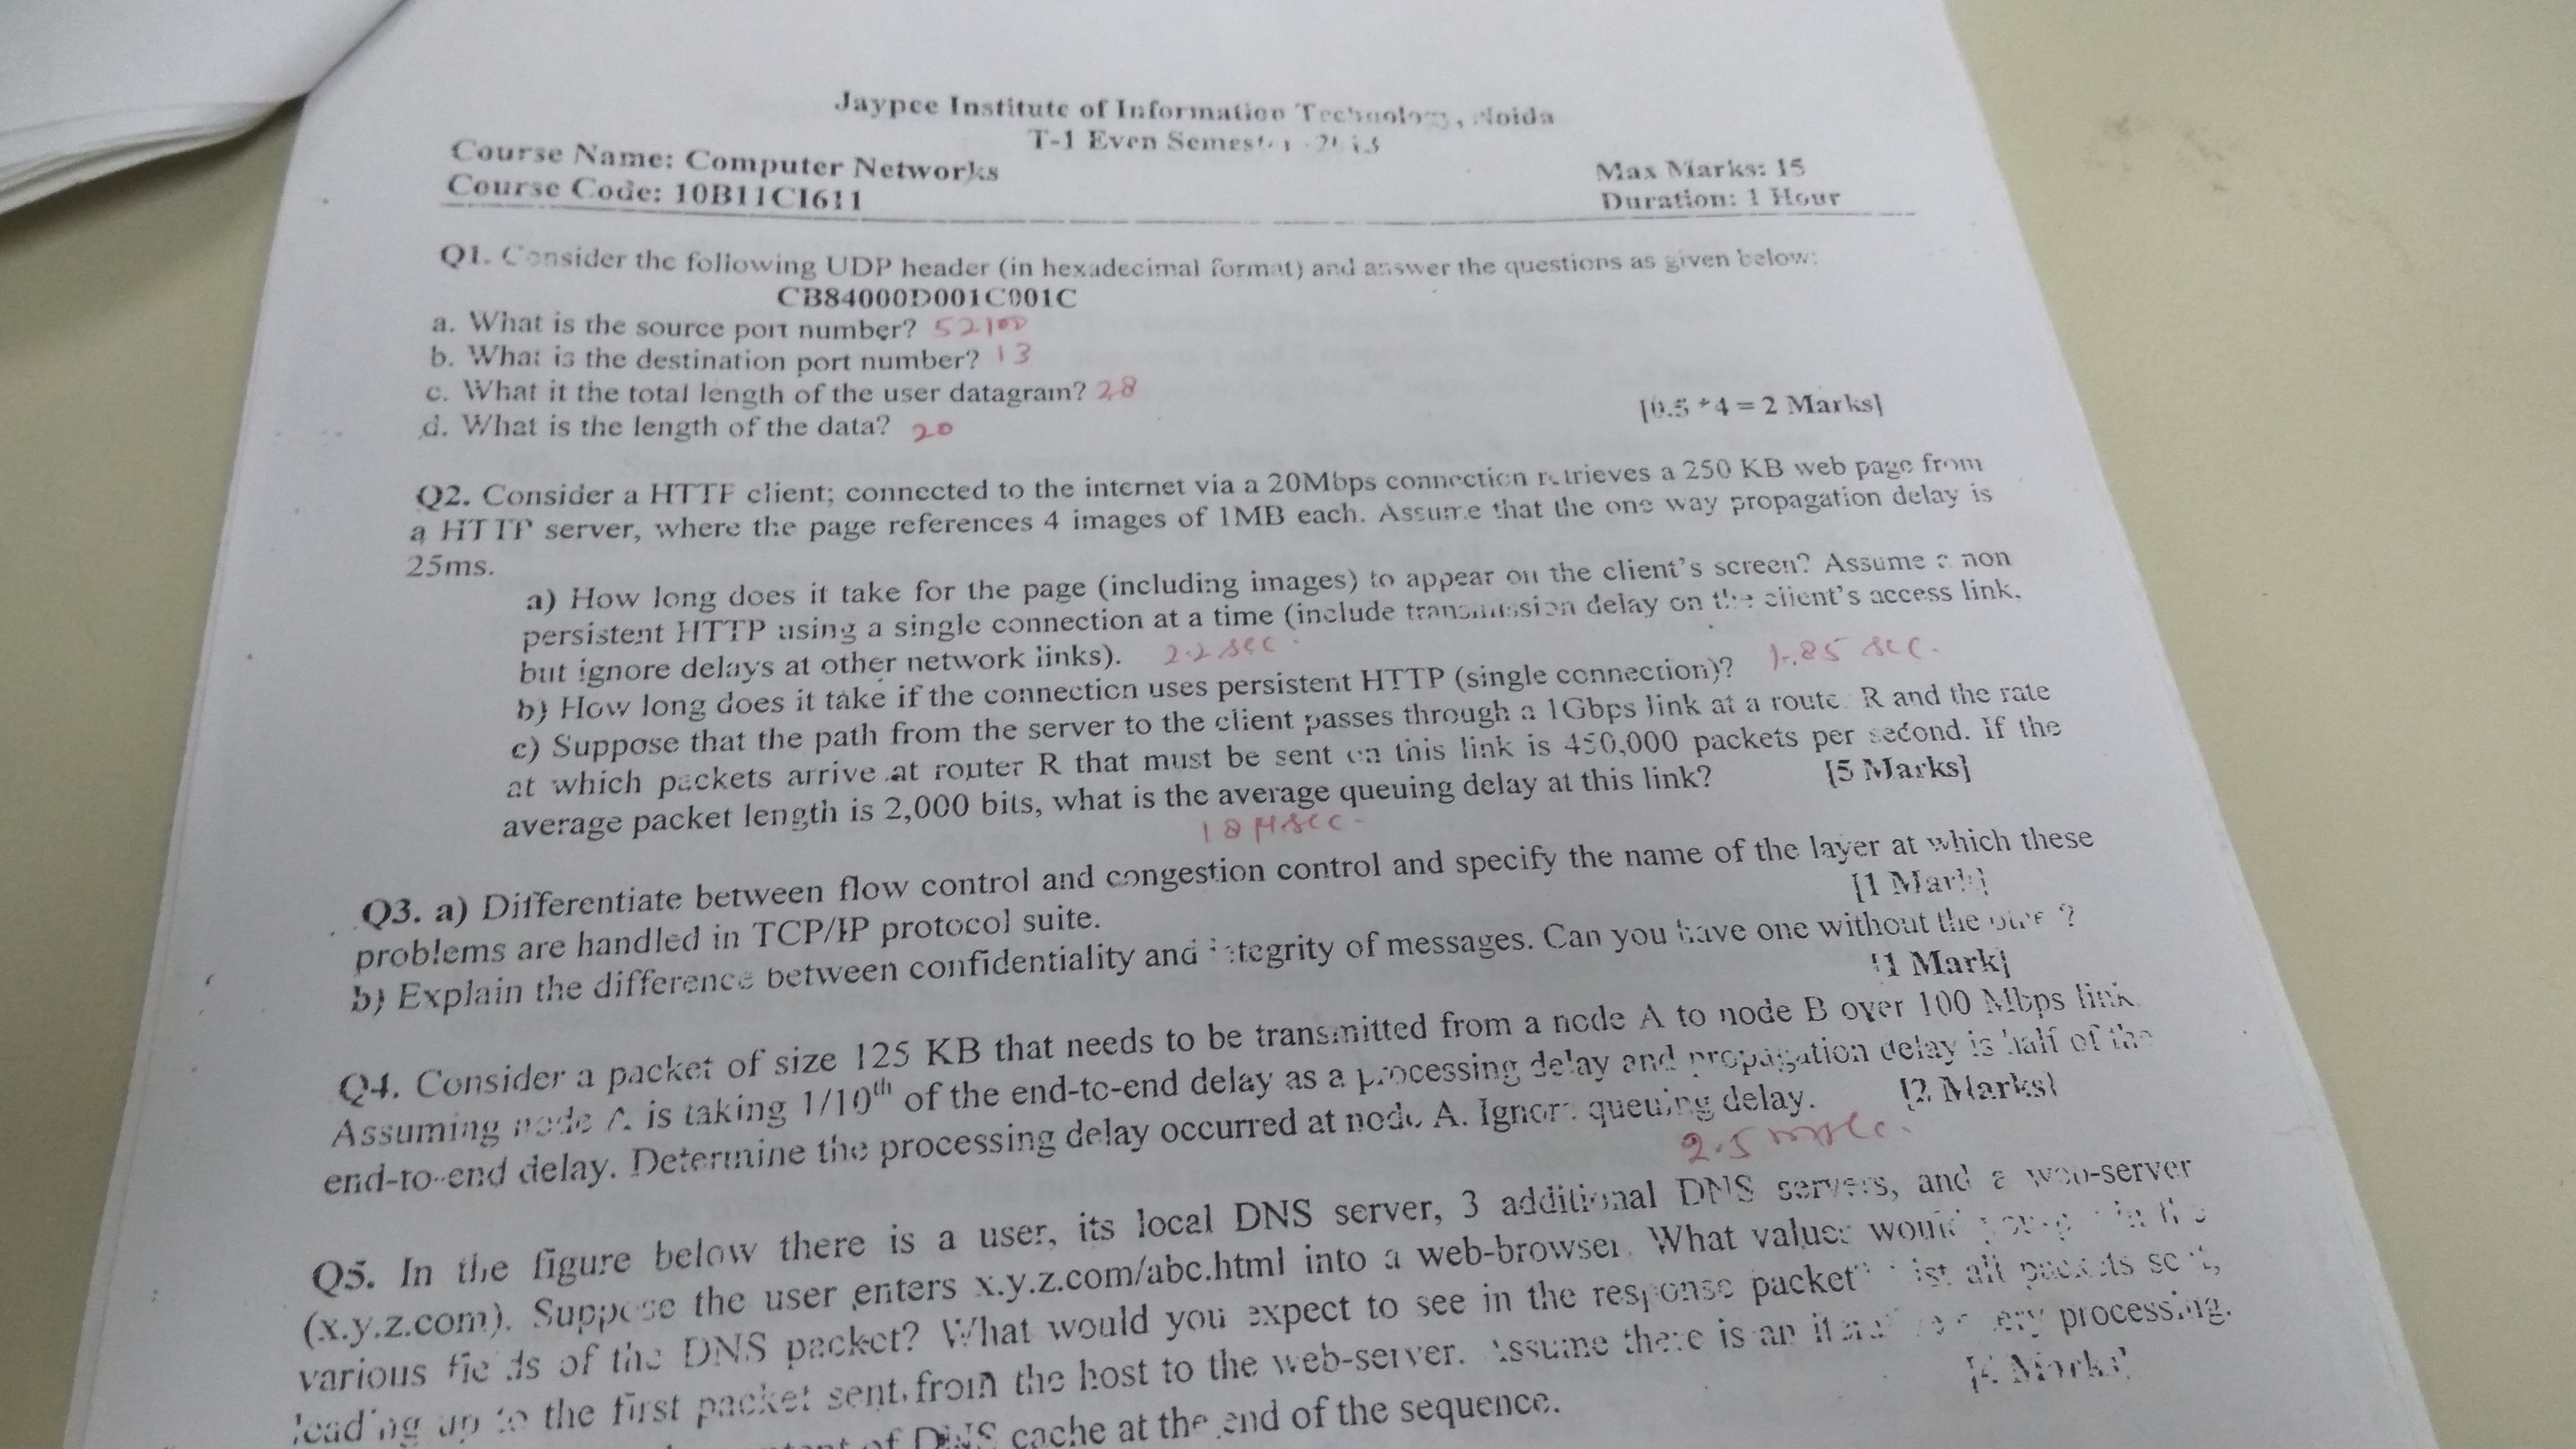 Jaypee Institute of Information Technology, Noida
T-1 Even Semester
Course Name: Computer Networks
Max Marks: 15
Course Code: 10B11CI611
Duration: 1 Hour
Q1. Consider the following UDP header (in hexadecimal format) and answer the questions as given below:
CB84000D001C001C
a. What is the source port number? 52100
b. What is the destination port number? 13
c. What it the total length of the user datagram? 28
d. What is the length of the data? 20
[0.5 *4 = 2 Marks]
Q2. Consider a HTTP client; connected to the internet via a 20Mbps connection retrieves a 250 KB web page from
a HTTP server, where the page references 4 images of 1MB each. Assume that the one way propagation delay is
25ms.
a) How long does it take for the page (including images) to appear on the client's screen? Assume a non
persistent HTTP using a single connection at a time (include transmission delay on the client's access link,
but ignore delays at other network links). 2.2 sec.
b) How long does it take if the connection uses persistent HTTP (single connection)? 1.85 sec.
c) Suppose that the path from the server to the client passes through a 1Gbps link at a route R and the rate
at which packets arrive at router R that must be sent on this link is 450,000 packets per second. If the
average packet length is 2,000 bits, what is the average queuing delay at this link? [5 Marks]
18 μsec.
Q3. a) Differentiate between flow control and congestion control and specify the name of the layer at which these
problems are handled in TCP/IP protocol suite. [1 Mark]
b) Explain the difference between confidentiality and integrity of messages. Can you have one without the
[1 Mark]
Q4. Consider a packet of size 125 KB that needs to be transmitted from a node A to node B over 100 Mbps link.
Assuming node A is taking 1/10th of the end-to-end delay as a processing delay and propagation delay is half of the
end-to-end delay. Determine the processing delay occurred at node A. Ignore queuing delay. [2 Marks]
2.5 msec.
Q5. In the figure below there is a user, its local DNS server, 3 additional DNS servers, and a web-server
(x.y.z.com). Suppose the user enters x.y.z.com/abc.html into a web-browser. What values would in the
various fields of the DNS packet? What would you expect to see in the response packet list all packets sent,
leading up to the first packet sent from the host to the web-server. Assume there is an processing.
of DNS cache at the end of the sequence. Marks